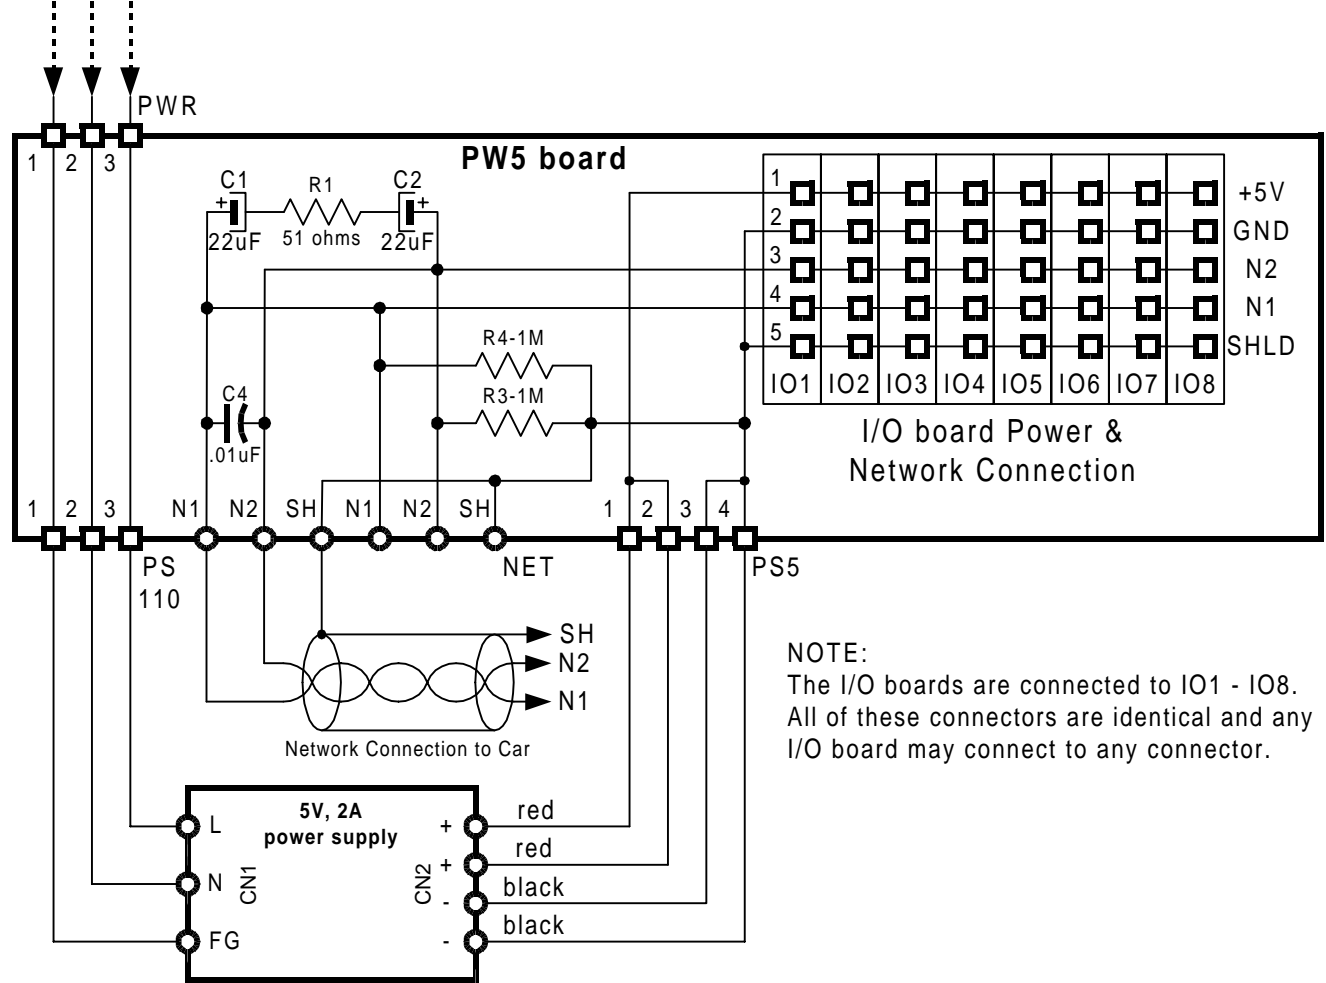 PWR
PW5 board
1 2 3
C1 R1 C2
+ +
22uF 51 ohms 22uF
1 +5V
2 GND
3 N2
4 N1
5 SHLD
IO1 IO2 IO3 IO4 IO5 IO6 IO7 IO8
I/O board Power &
Network Connection
R4-1M
R3-1M
C4
.01uF
1 2 3 N1 N2 SH N1 N2 SH 1 2 3 4
PS
110
NET
PS5
SH
N2
N1
Network Connection to Car
NOTE:
The I/O boards are connected to IO1 - IO8.
All of these connectors are identical and any
I/O board may connect to any connector.
5V, 2A
power supply
L + red
+ red
N CN1 CN2 - black
FG - black